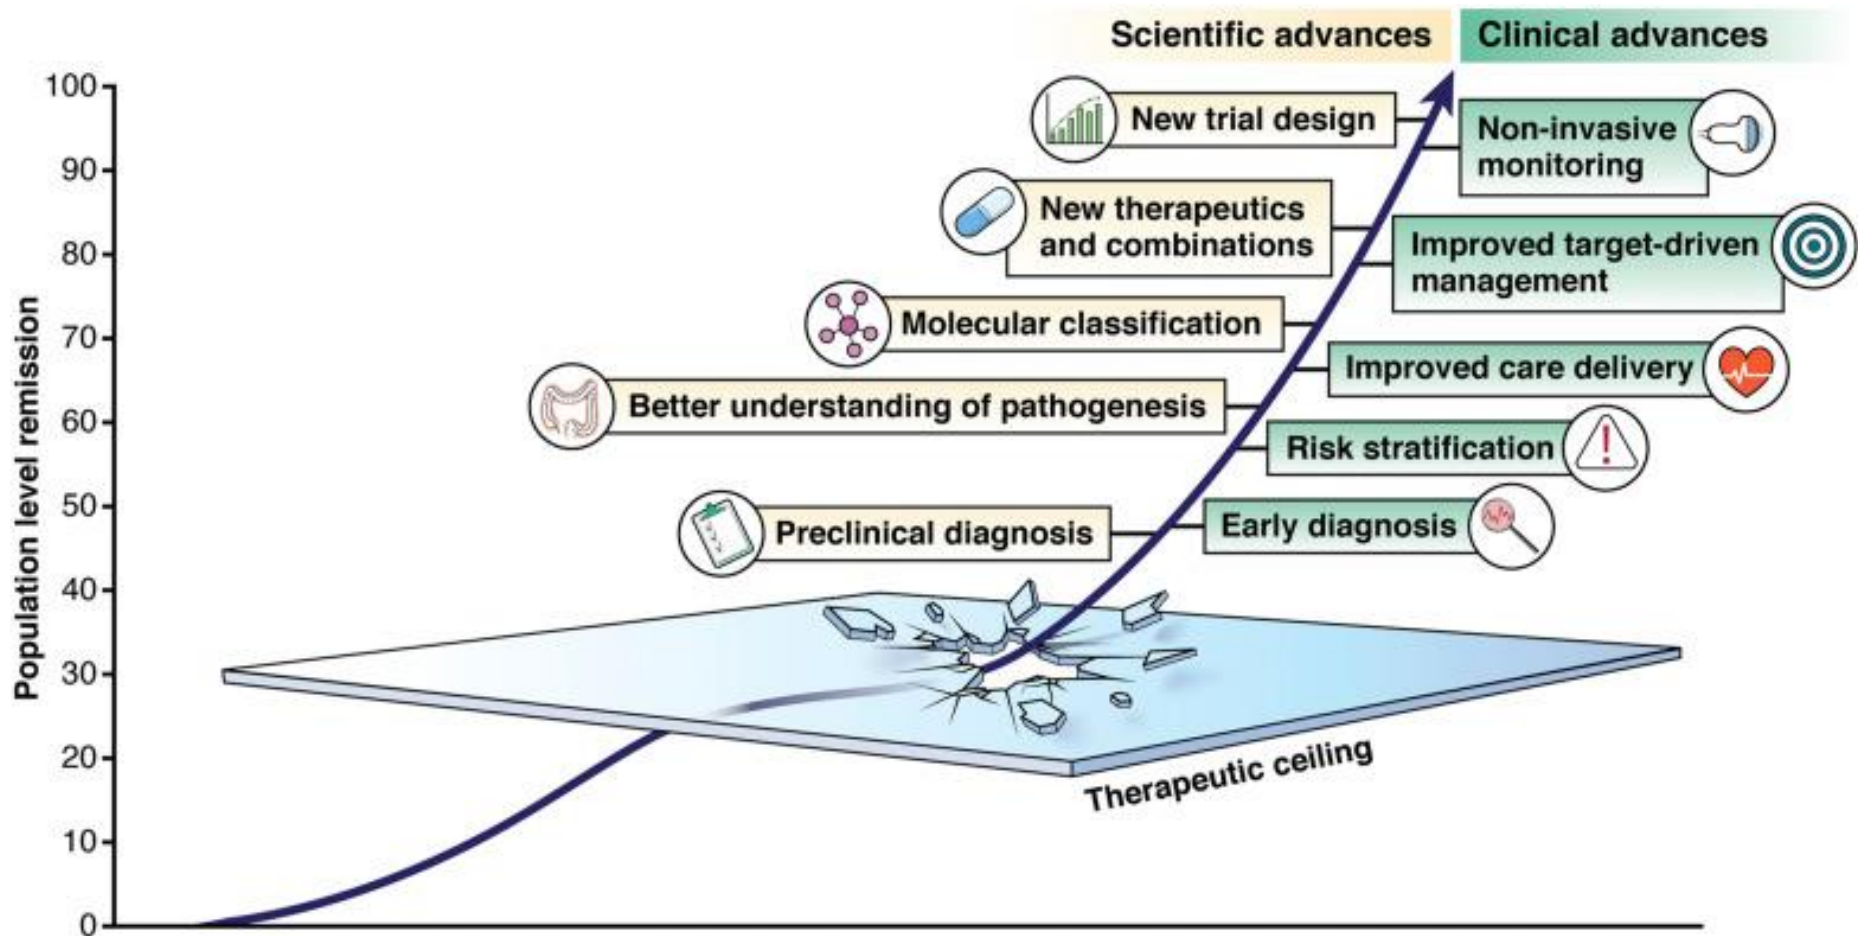 Scientific advances
Clinical advances
100
90
80
70
60
50
40
30
20
10
0
Population level remission
New trial design
Non-invasive
monitoring
New therapeutics
and combinations
Improved target-driven
management
Molecular classification
Improved care delivery
Better understanding of pathogenesis
Risk stratification
Preclinical diagnosis
Early diagnosis
Therapeutic ceiling